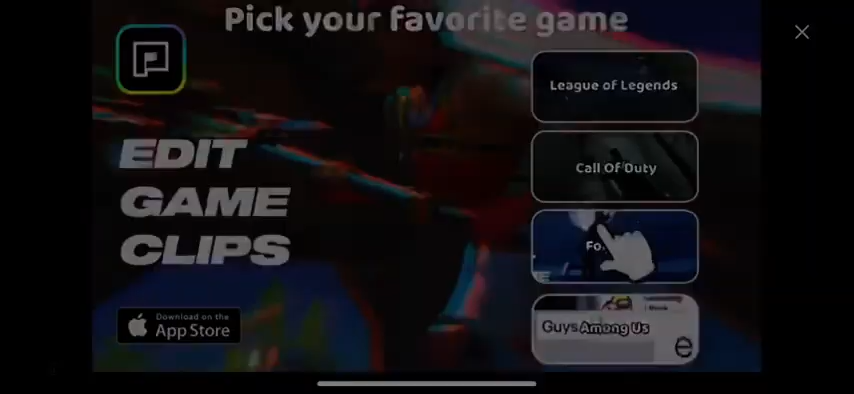 Pick your favorite game
League of Legends
EDIT
GAME
CLIPS
Call Of Duty
Fo
Download on the
App Store
Guys Among Us
e